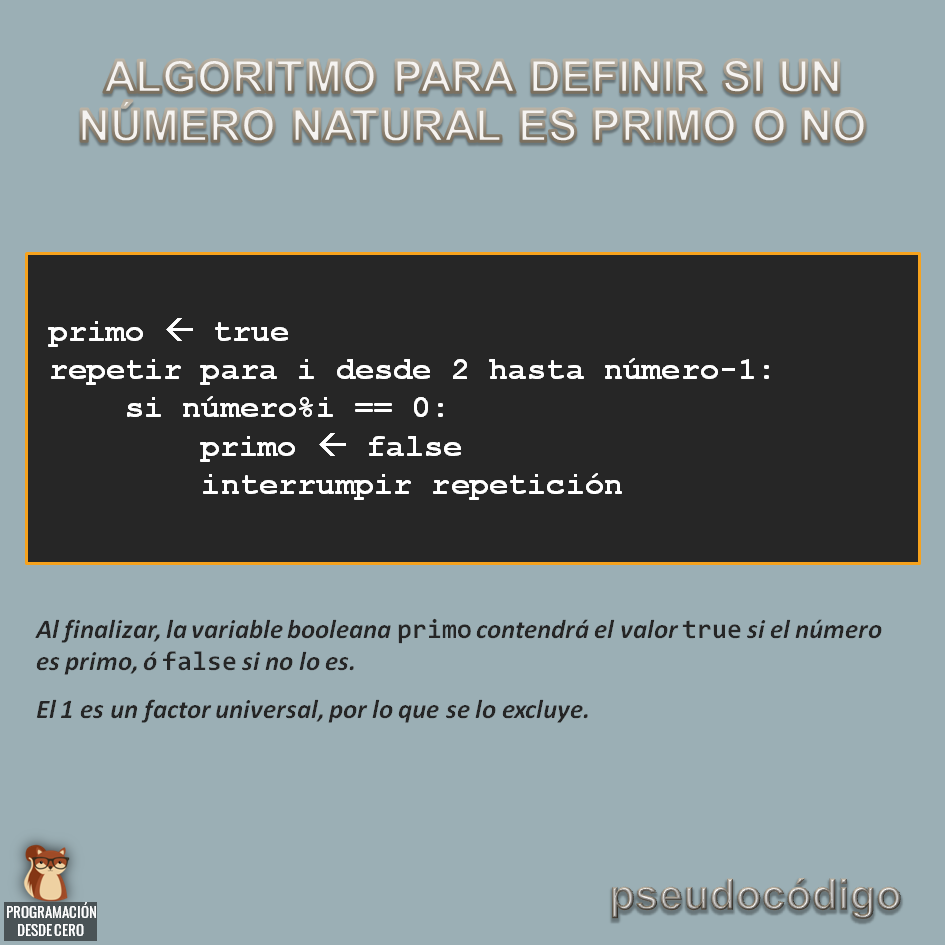 ALGORITMO PARA DEFINIR SI UN
NÚMERO NATURAL ES PRIMO O NO
primo ← true
repetir para i desde 2 hasta número-1:
si número%i == 0:
primo ← false
interrumpir repetición
Al finalizar, la variable booleana primo contendrá el valor true si el número
es primo, ó false si no lo es.
El 1 es un factor universal, por lo que se lo excluye.
PROGRAMACIÓN
DESDE CERO
pseudocódigo